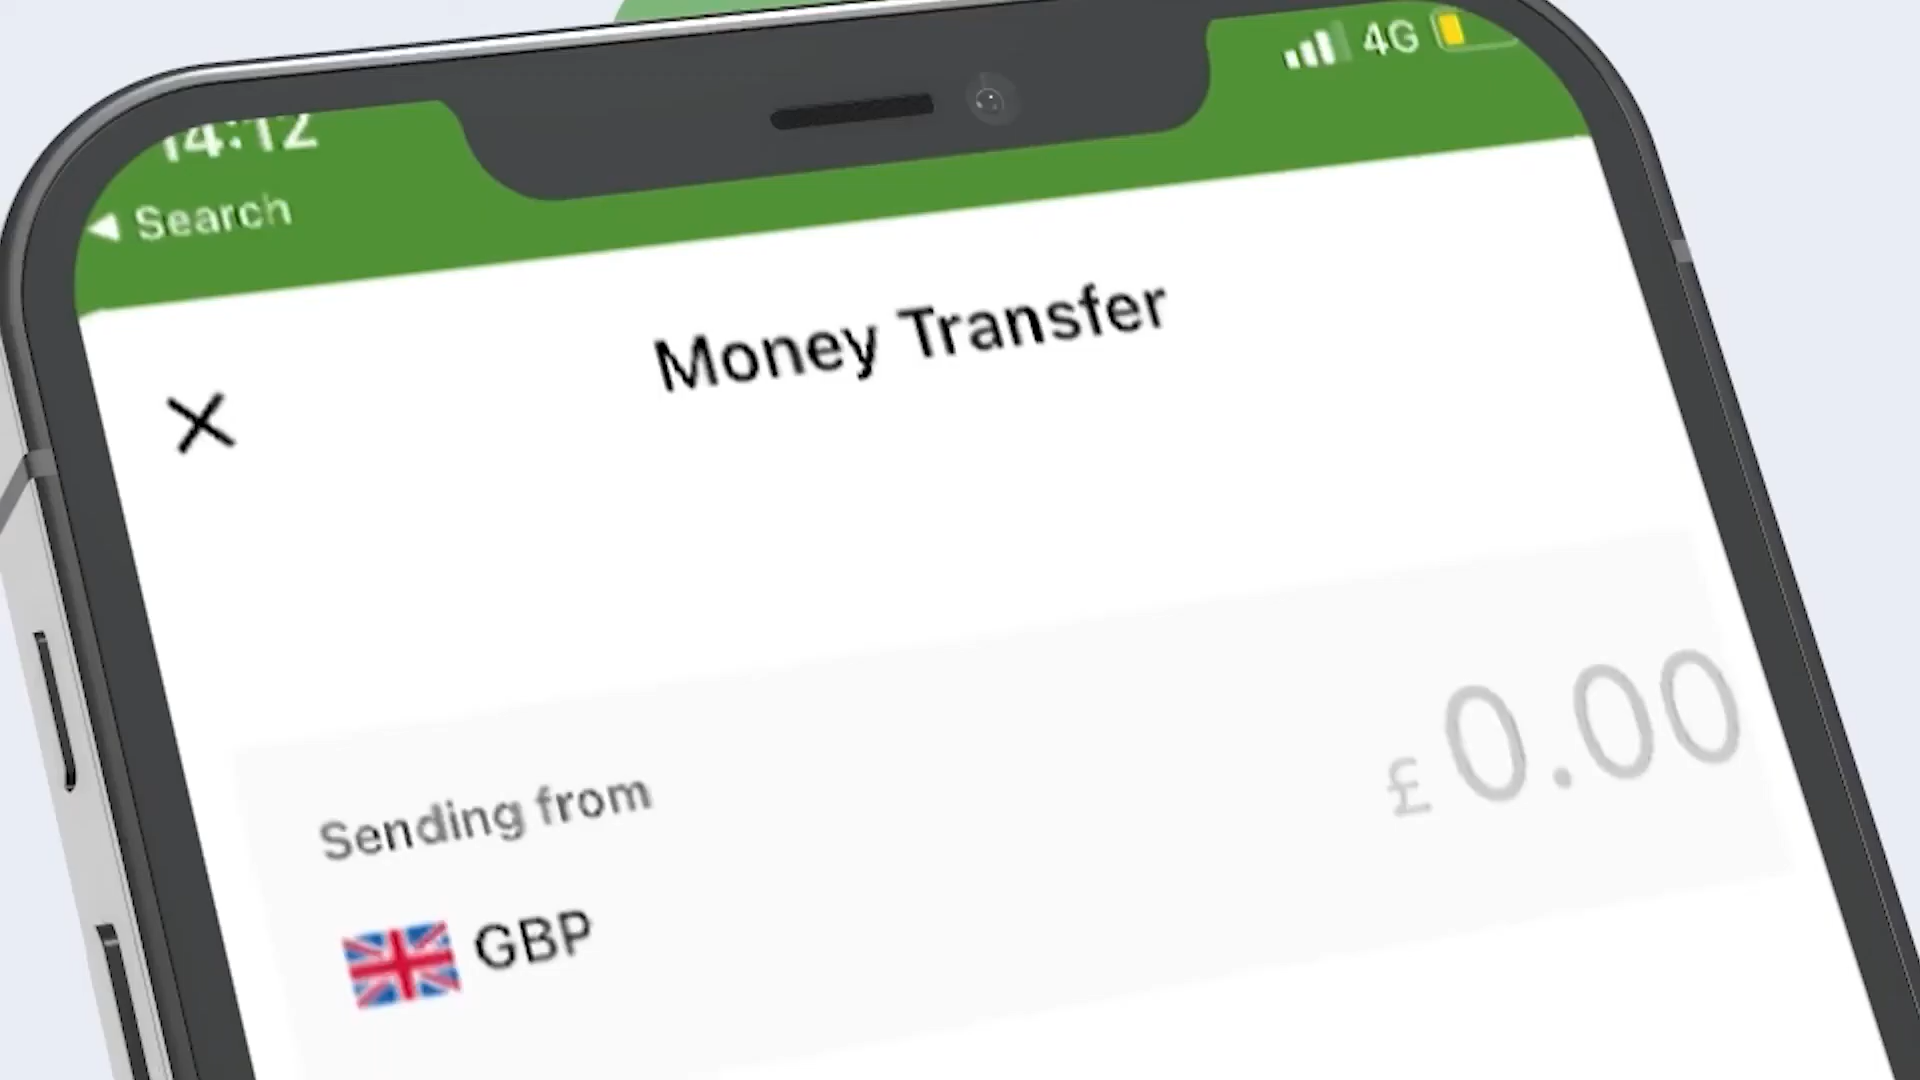 14:12
4G
Search
Money Transfer
£0.00
Sending from
GBP